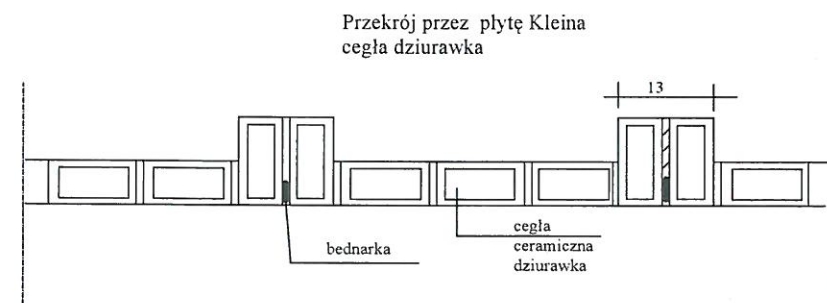 Przekrój przez płytę Kleina
cegła dziurawka
13
bednarka
cegła
ceramiczna
dziurawka